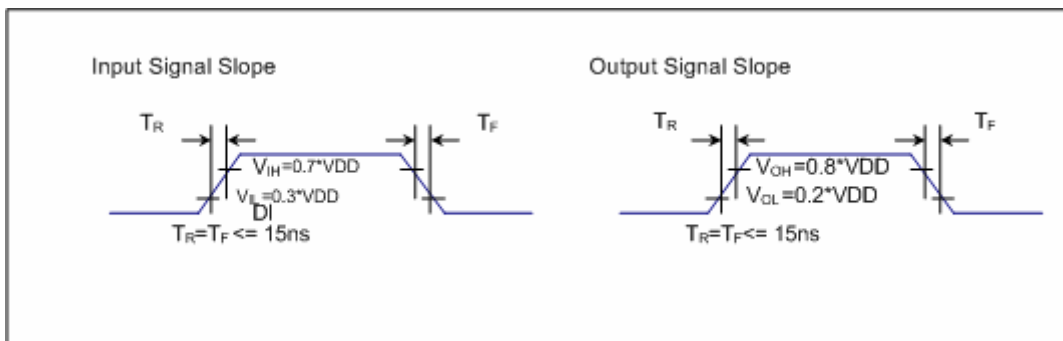 Input Signal Slope
TR
TF
VIH=0.7*VDD
VIL=0.3*VDD
DI
TR=TF <= 15ns
Output Signal Slope
TR
TF
VOH=0.8*VDD
VOL=0.2*VDD
TR=TF<= 15ns